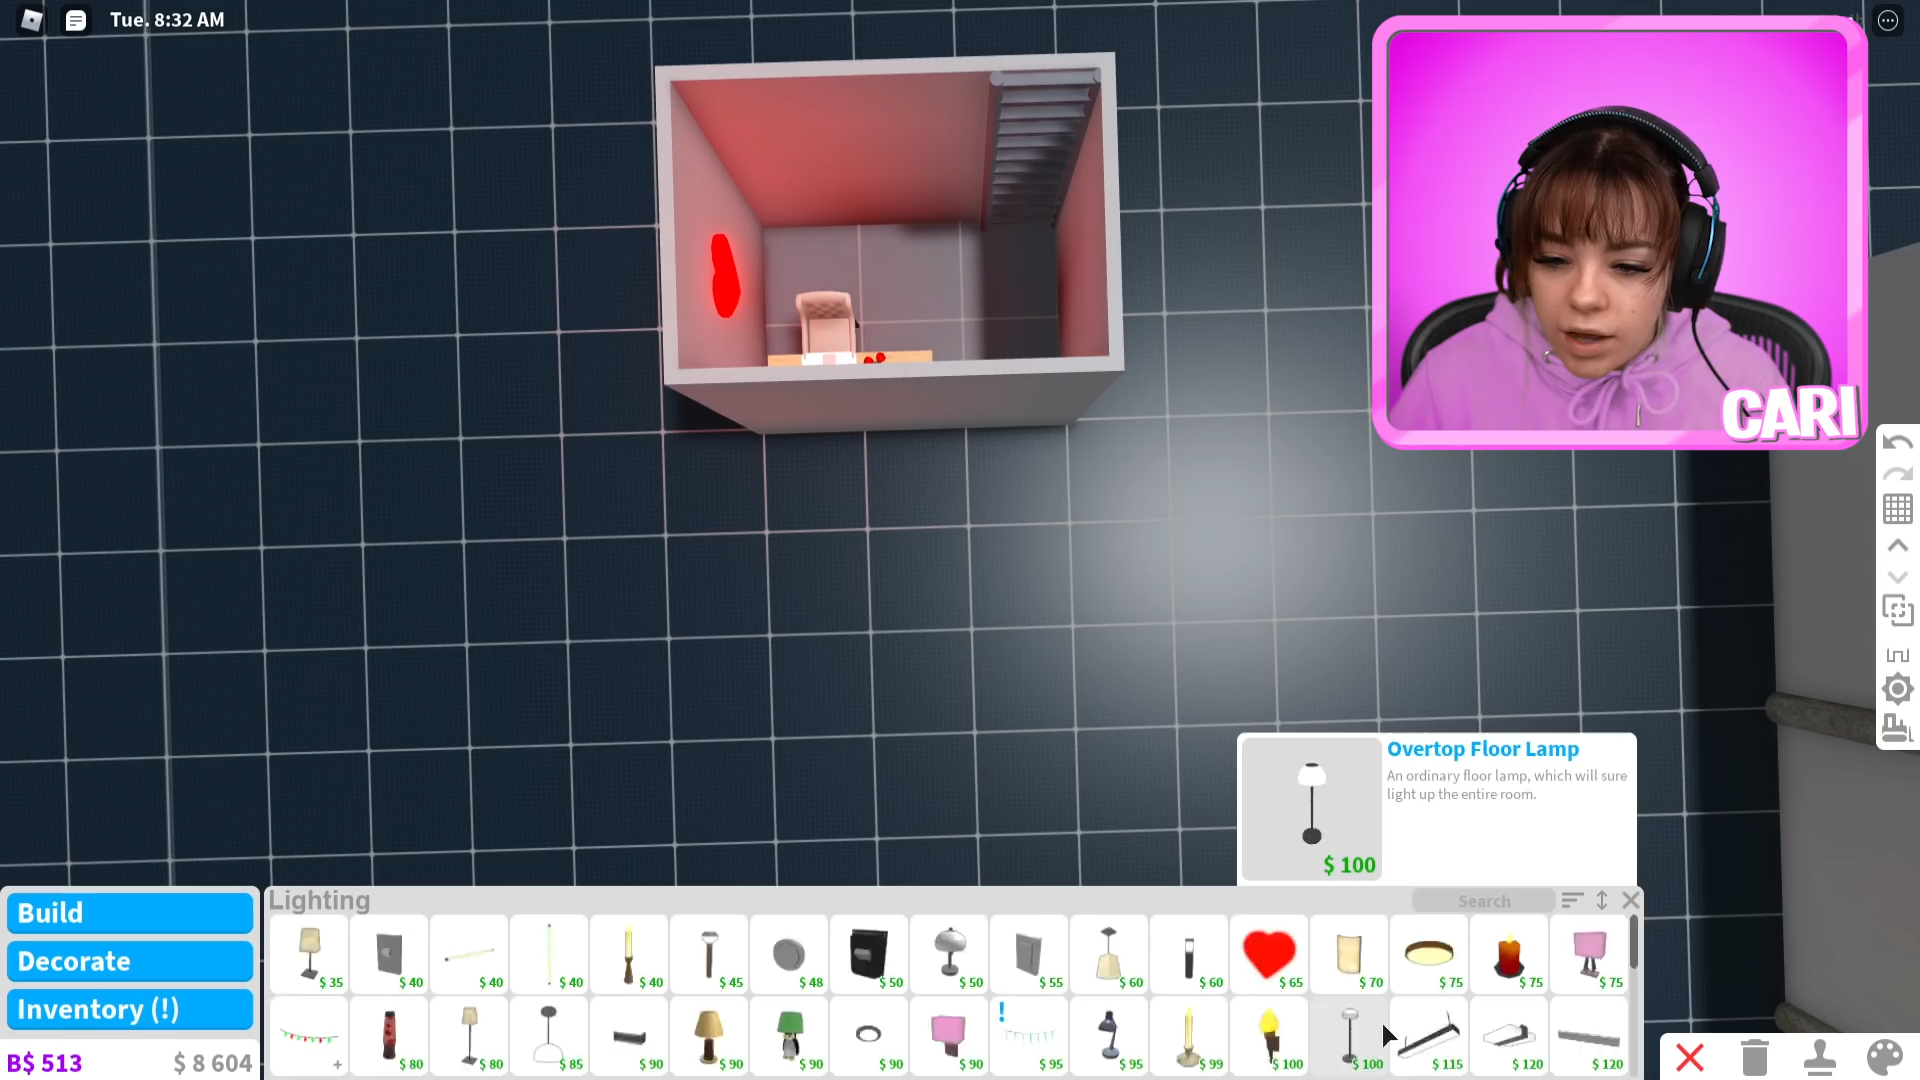 Tue. 8:32 AM
CARI
Overtop Floor Lamp
An ordinary floor lamp, which will sure
light up the entire room.
$ 100
Build
Decorate
Inventory (!)
B$ 513 $ 8 604
Lighting
Search
$ 35 $ 40 $ 40 $ 40 $ 40 $ 45 $ 48 $ 50 $ 50 $ 55 $ 60 $ 60 $ 65 $ 70 $ 75 $ 75 $ 75
+ $ 80 $ 80 $ 85 $ 90 $ 90 $ 90 $ 90 $ 90 ! $ 95 $ 95 $ 99 $ 100 $ 100 $ 115 $ 120 $ 120